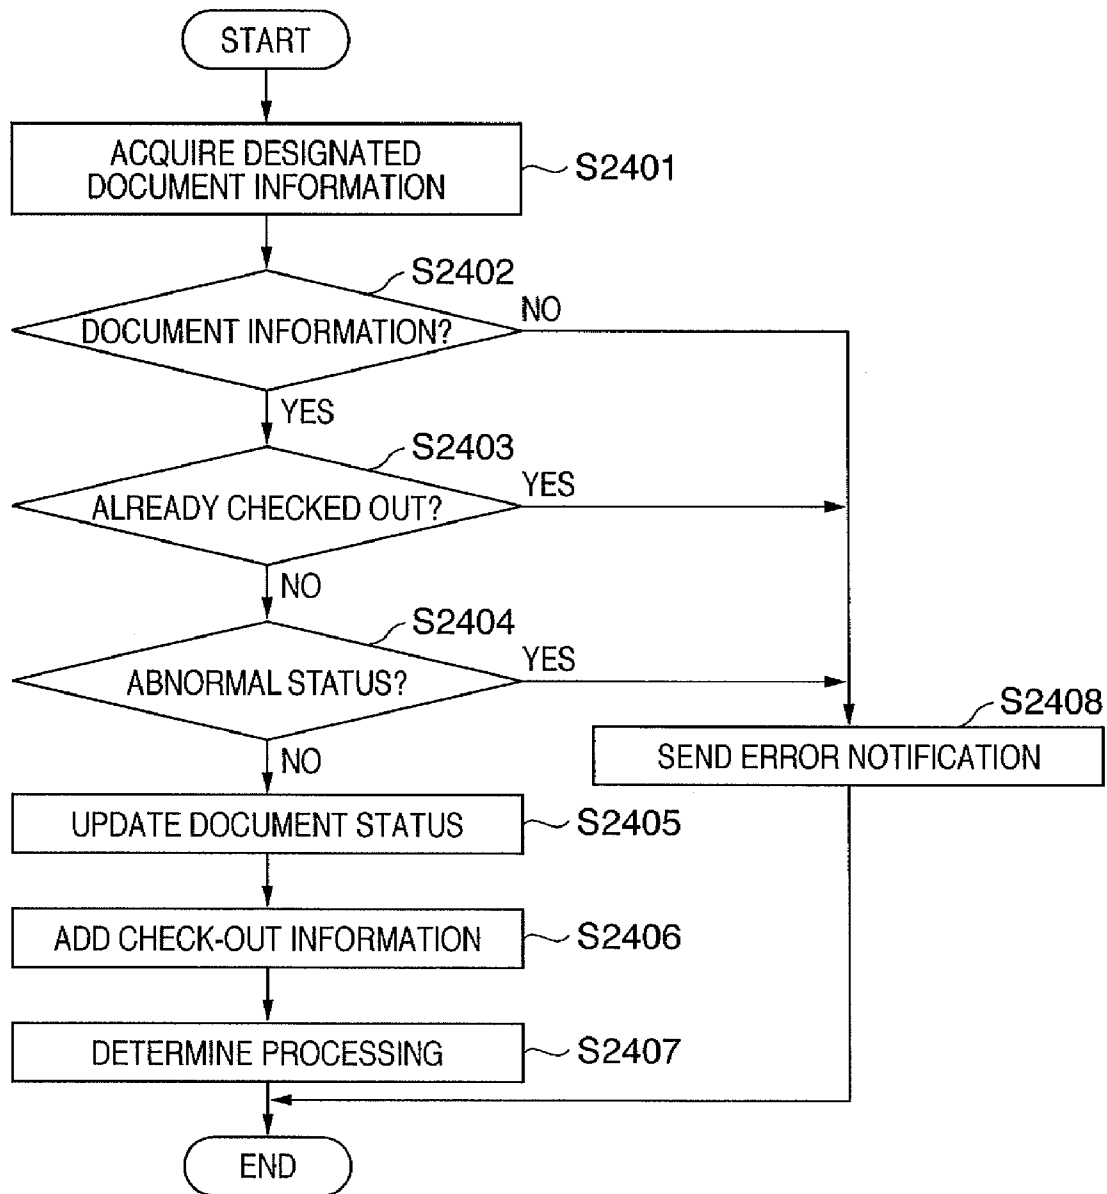 START
ACQUIRE DESIGNATED
DOCUMENT INFORMATION
S2401
S2402
DOCUMENT INFORMATION?
NO
YES
S2403
ALREADY CHECKED OUT?
YES
NO
S2404
ABNORMAL STATUS?
YES
NO
S2408
SEND ERROR NOTIFICATION
UPDATE DOCUMENT STATUS
S2405
ADD CHECK-OUT INFORMATION
S2406
DETERMINE PROCESSING
S2407
END